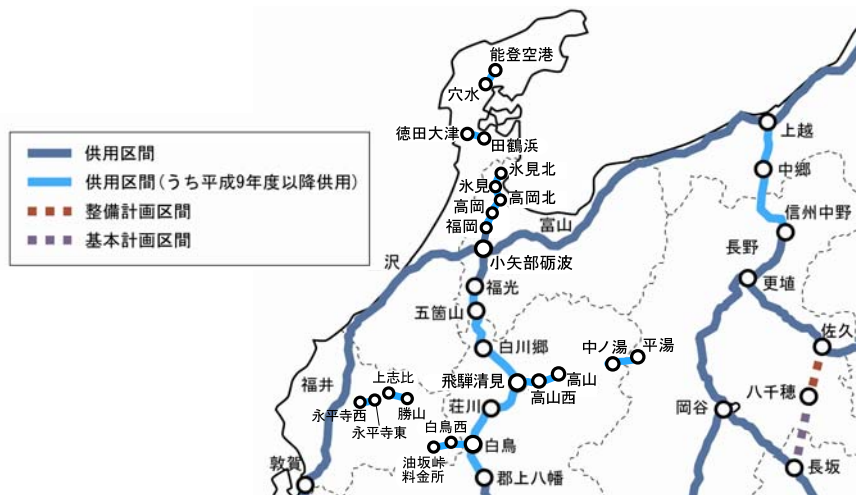 供用区間
供用区間(うち平成9年度以降供用)
整備計画区間
基本計画区間
能登空港
穴水
徳田大津
田鶴浜
氷見北
氷見
高岡北
高岡
福岡
富山
小矢部砺波
沢
福光
五箇山
白川郷
中ノ湯
平湯
飛騨清見
高山
高山西
荘川
白鳥西
白鳥
油坂峠
料金所
郡上八幡
福井
上志比
永平寺西
勝山
永平寺東
敦賀
上越
中郷
信州中野
長野
更埴
佐久
八千穂
岡谷
長坂